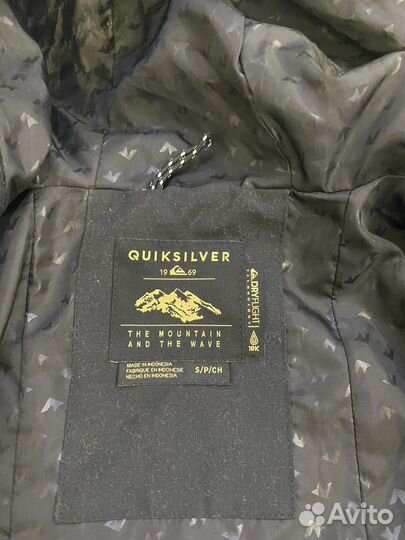 QUIKSILVER
19 69
THE MOUNTAIN
AND THE WAVE
DRYFLIGHT
TECHNOLOGY
10K
MADE IN INDONESIA
FABRIQUE EN INDONESIE
HECHO EN INDONESIA
S/P/CH
Avito